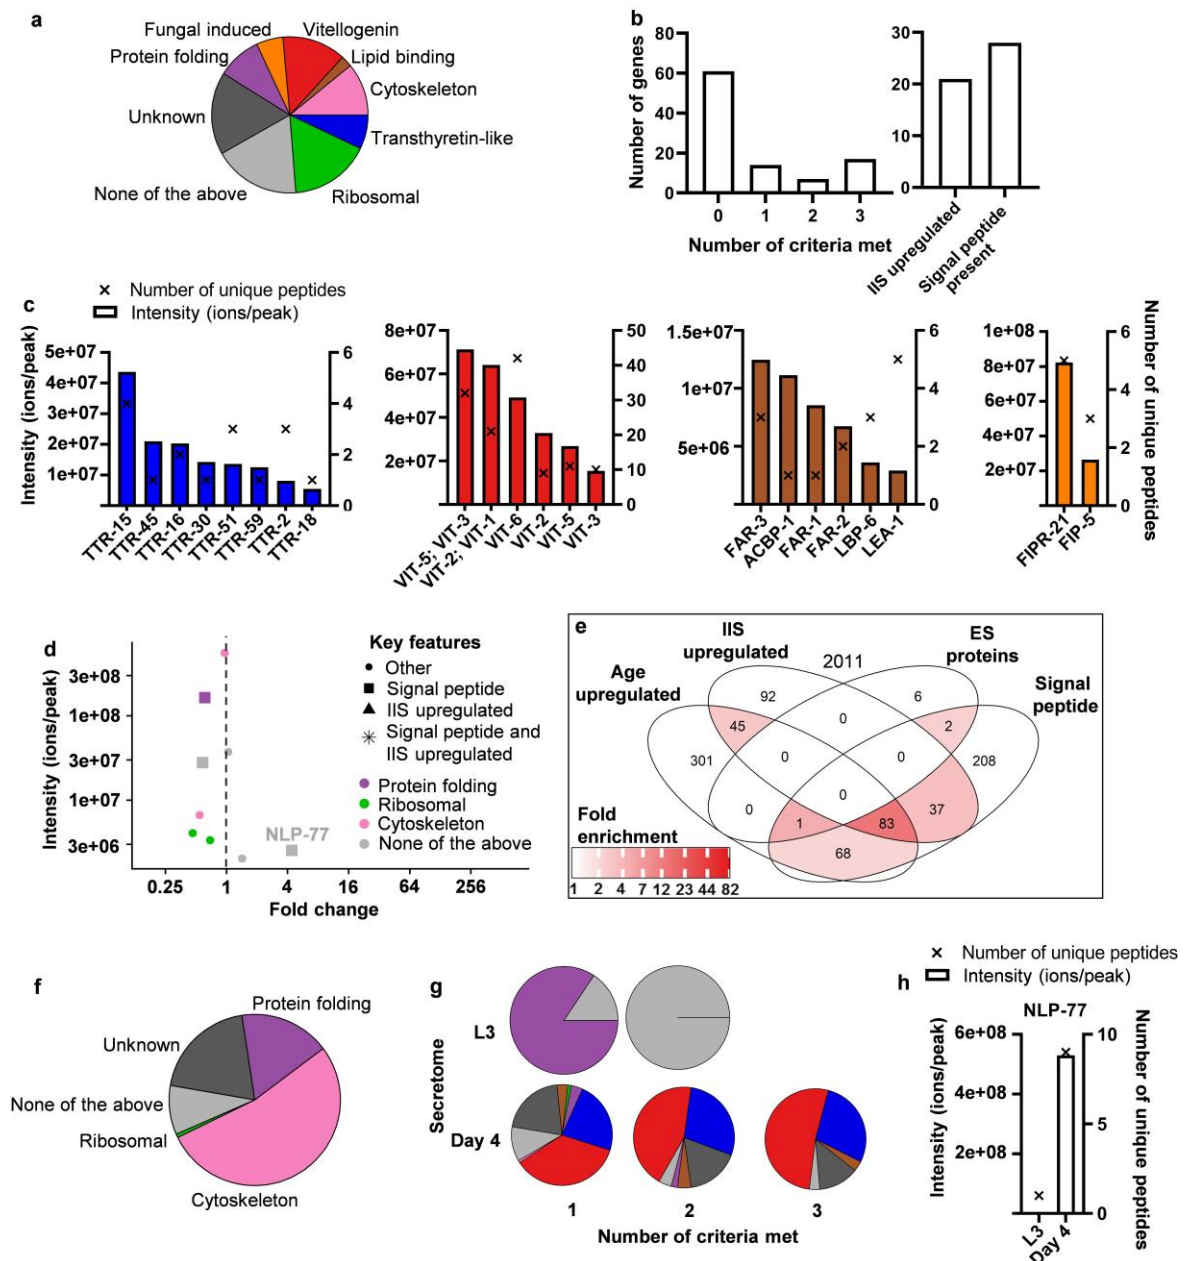 a
Fungal induced
Vitellogenin
Protein folding
Lipid binding
Cytoskeleton
Unknown
Transthyretin-like
None of the above
Ribosomal
b
Number of genes
80
60
40
20
0
0 1 2 3
Number of criteria met
30
20
10
0
IIS upregulated
Signal peptide
present
c
× Number of unique peptides
Intensity (ions/peak)
Intensity (ions/peak)
5e+07
4e+07
3e+07
2e+07
1e+07
6
4
2
0
TTR-15
TTR-45
TTR-16
TTR-30
TTR-51
TTR-59
TTR-2
TTR-18
8e+07
6e+07
4e+07
2e+07
50
40
30
20
10
0
VIT-5; VIT-3
VIT-2; VIT-1
VIT-6
VIT-2
VIT-5
VIT-3
1.5e+07
1e+07
5e+06
6
4
2
0
FAR-3
ACBP-1
FAR-1
FAR-2
LBP-6
LEA-1
1e+08
8e+07
6e+07
4e+07
2e+07
6
4
2
0
FIPR-21
FIP-5
Number of unique peptides
d
Intensity (ions/peak)
3e+08
1e+08
3e+07
1e+07
3e+06
NLP-77
0.25 1 4 16 64 256
Fold change
Key features
Other
Signal peptide
IIS upregulated
Signal peptide and
IIS upregulated
Protein folding
Ribosomal
Cytoskeleton
None of the above
e
IIS
upregulated
ES
proteins
Age
upregulated
Signal
peptide
2011
92
6
45
0
2
301
0
0
208
0
0
37
1
83
68
Fold
enrichment
1 2 4 7 12 23 44 82
f
Protein folding
Unknown
None of the above
Ribosomal
Cytoskeleton
g
Secretome
L3
Day 4
1 2 3
Number of criteria met
× Number of unique peptides
Intensity (ions/peak)
h
NLP-77
Intensity (ions/peak)
6e+08
4e+08
2e+08
10
5
0
L3
Day 4
Number of unique peptides